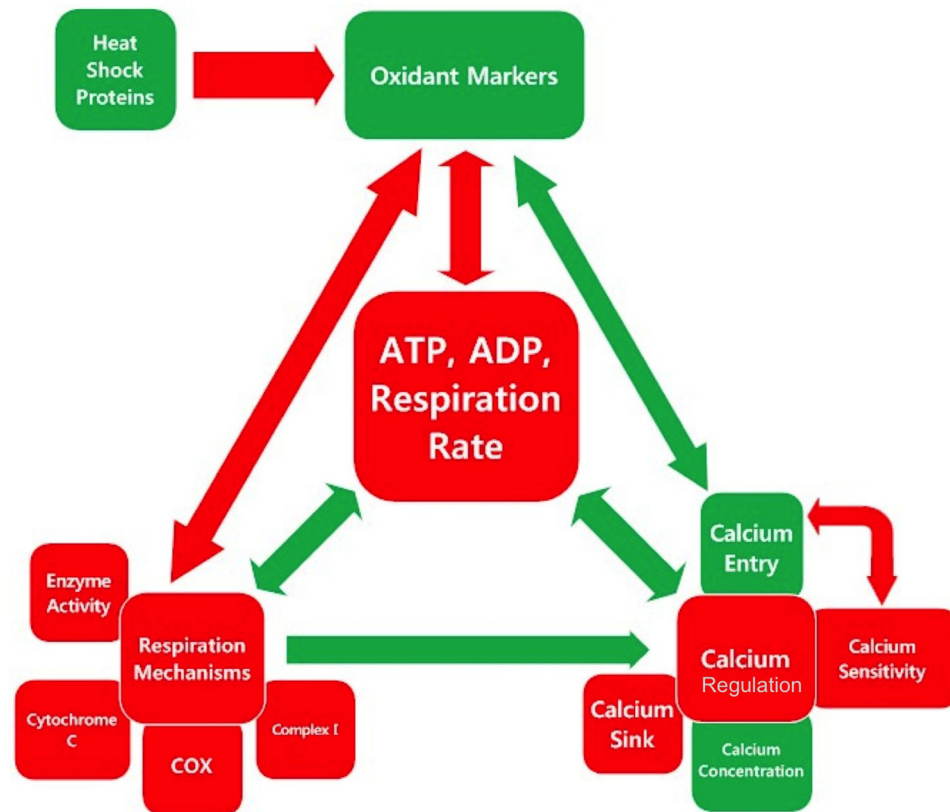 Heat
Shock
Proteins
Oxidant Markers
ATP, ADP,
Respiration
Rate
Calcium
Entry
Enzyme
Activity
Respiration
Mechanisms
Calcium
Regulation
Calcium
Sensitivity
Cytochrome
C
COX
Complex I
Calcium
Sink
Calcium
Concentration